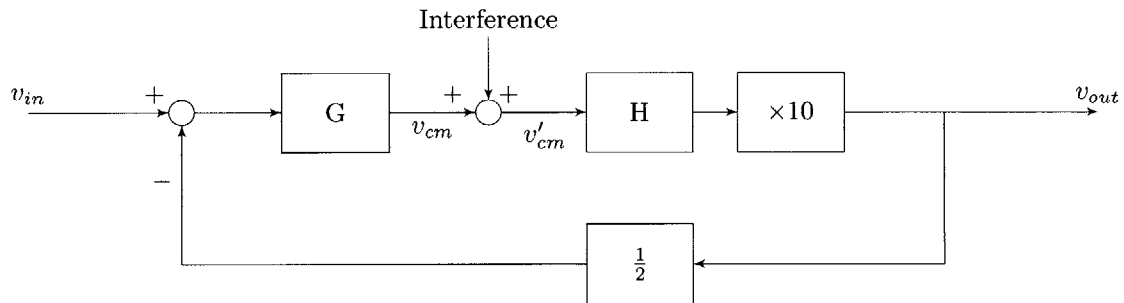 Interference
v_in
+
+
+
v_out
G
H
×10
v_cm
v'_cm
−
1/2